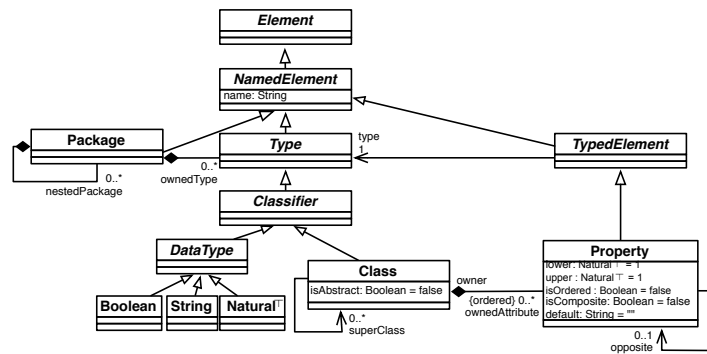 Element
NamedElement
name: String
Package
Type
type
1
TypedElement
0..*
nestedPackage
0..*
ownedType
Classifier
DataType
Boolean
String
Natural⊤
Class
isAbstract: Boolean = false
owner
{ordered} 0..*
ownedAttribute
0..*
superClass
Property
lower : Natural⊤ = 1
upper : Natural⊤ = 1
isOrdered : Boolean = false
isComposite: Boolean = false
default: String = ""
0..1
opposite